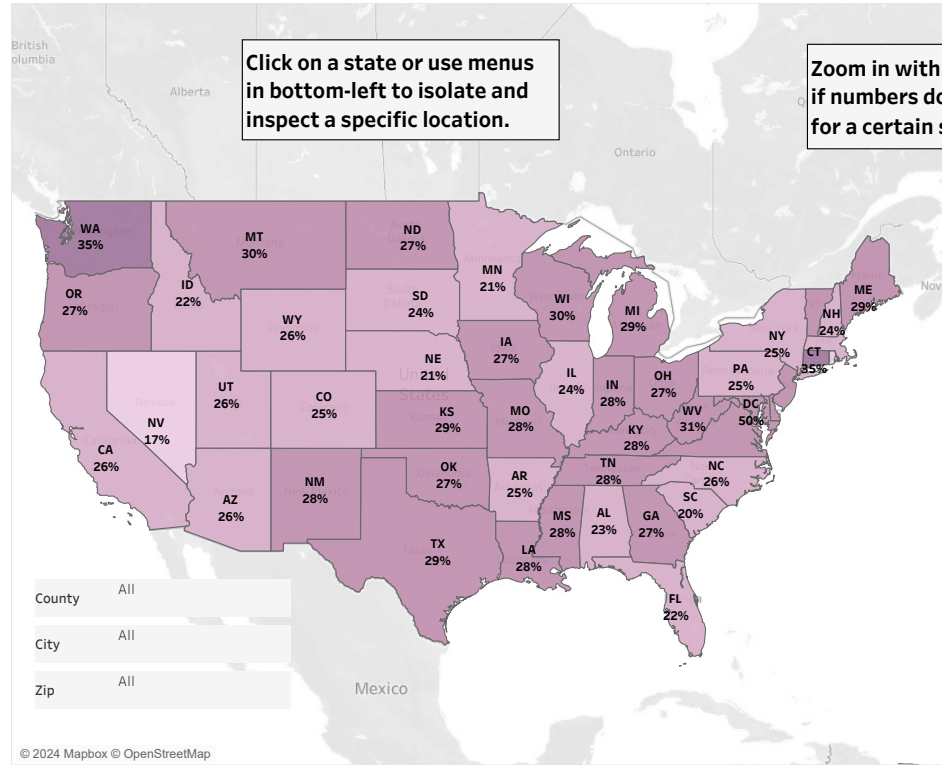 British
Columbia
Alberta
Ontario
Click on a state or use menus
in bottom-left to isolate and
inspect a specific location.
Zoom in with
if numbers do
for a certain s
WA
35%
MT
30%
ND
27%
MN
21%
ID
22%
OR
27%
WY
26%
SD
24%
WI
30%
MI
29%
ME
29%
NH
24%
NY
25%
CT
35%
IA
27%
NE
21%
PA
25%
NV
17%
UT
26%
CO
25%
IL
24%
IN
28%
OH
27%
WV
31%
DC
50%
KS
29%
MO
28%
KY
28%
CA
26%
AZ
26%
NM
28%
OK
27%
AR
25%
TN
28%
NC
26%
SC
20%
TX
29%
LA
28%
MS
28%
AL
23%
GA
27%
FL
22%
United
States
Mexico
County
All
City
All
Zip
All
© 2024 Mapbox © OpenStreetMap